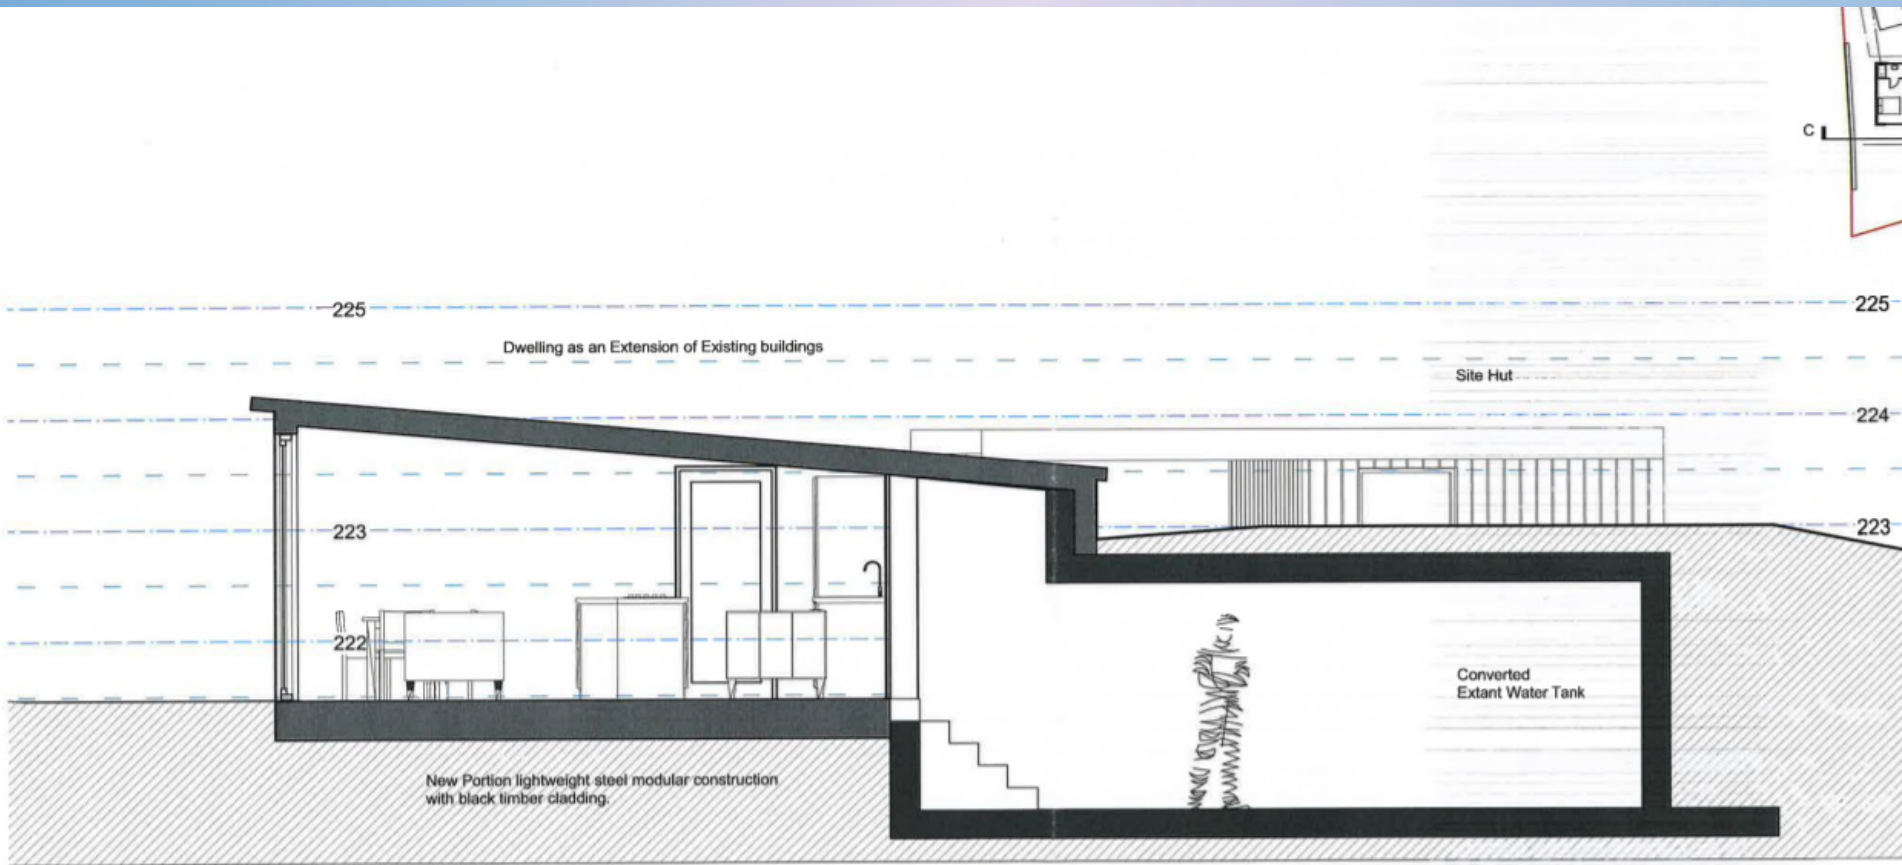 C
225
225
Dwelling as an Extension of Existing buildings
Site Hut
224
223
223
222
Converted
Extant Water Tank
New Portion lightweight steel modular construction
with black timber cladding.